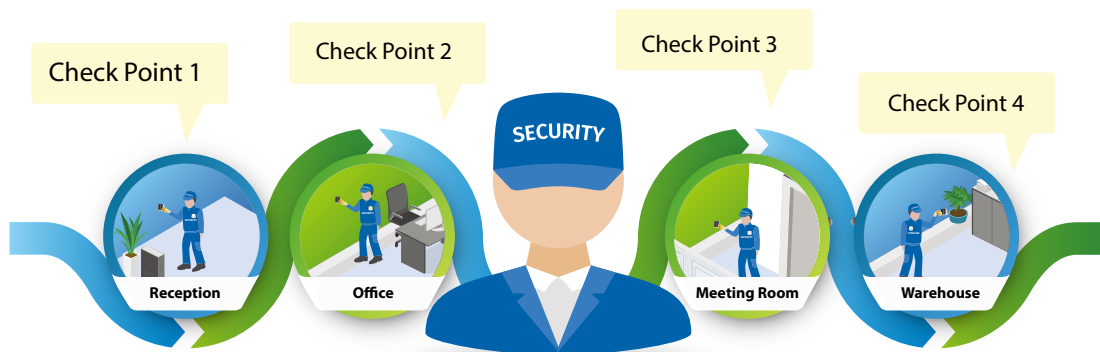 Check Point 1
Check Point 2
Check Point 3
Check Point 4
SECURITY
Reception
Office
Meeting Room
Warehouse